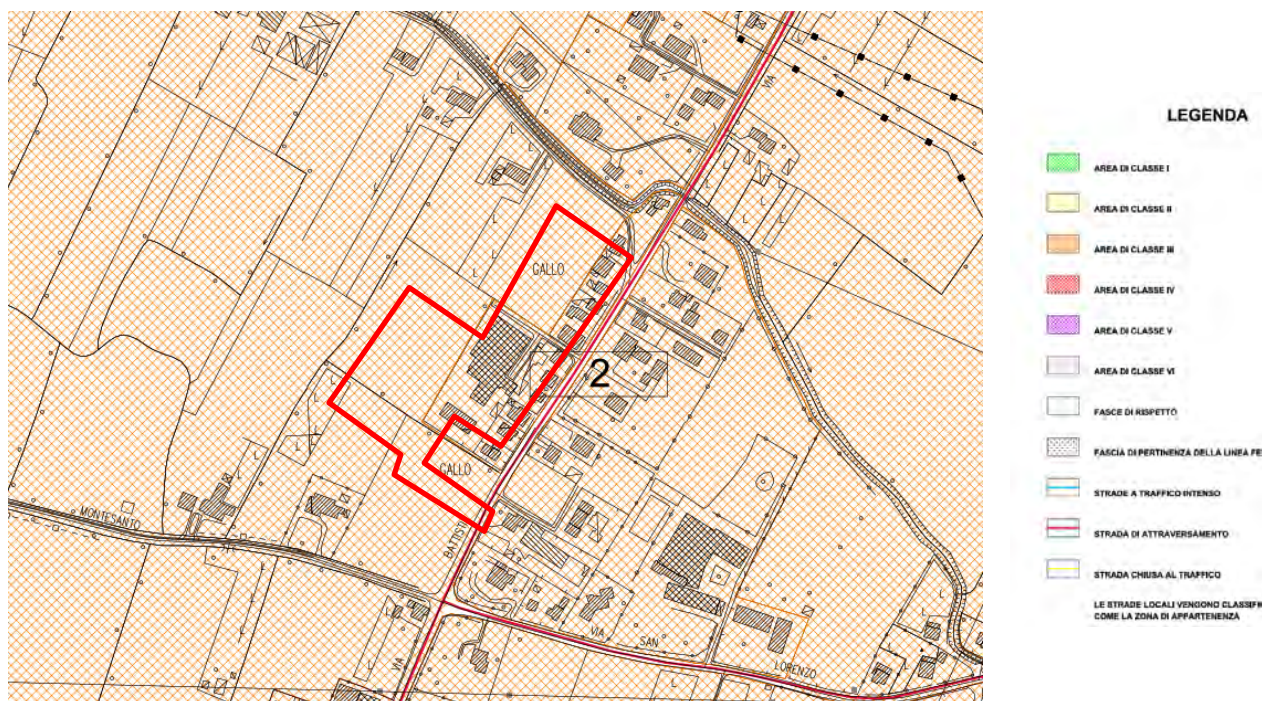 VIA
GALLO
2
GALLO
MONTESANTO
BATTISTI
VIA SAN LORENZO
VIA
LEGENDA
AREA DI CLASSE I
AREA DI CLASSE II
AREA DI CLASSE III
AREA DI CLASSE IV
AREA DI CLASSE V
AREA DI CLASSE VI
FASCE DI RISPETTO
FASCIA DI PERTINENZA DELLA LINEA FE
STRADE A TRAFFICO INTENSO
STRADA DI ATTRAVERSAMENTO
STRADA CHIUSA AL TRAFFICO
LE STRADE LOCALI VENGONO CLASSIFI
COME LA ZONA DI APPARTENENZA